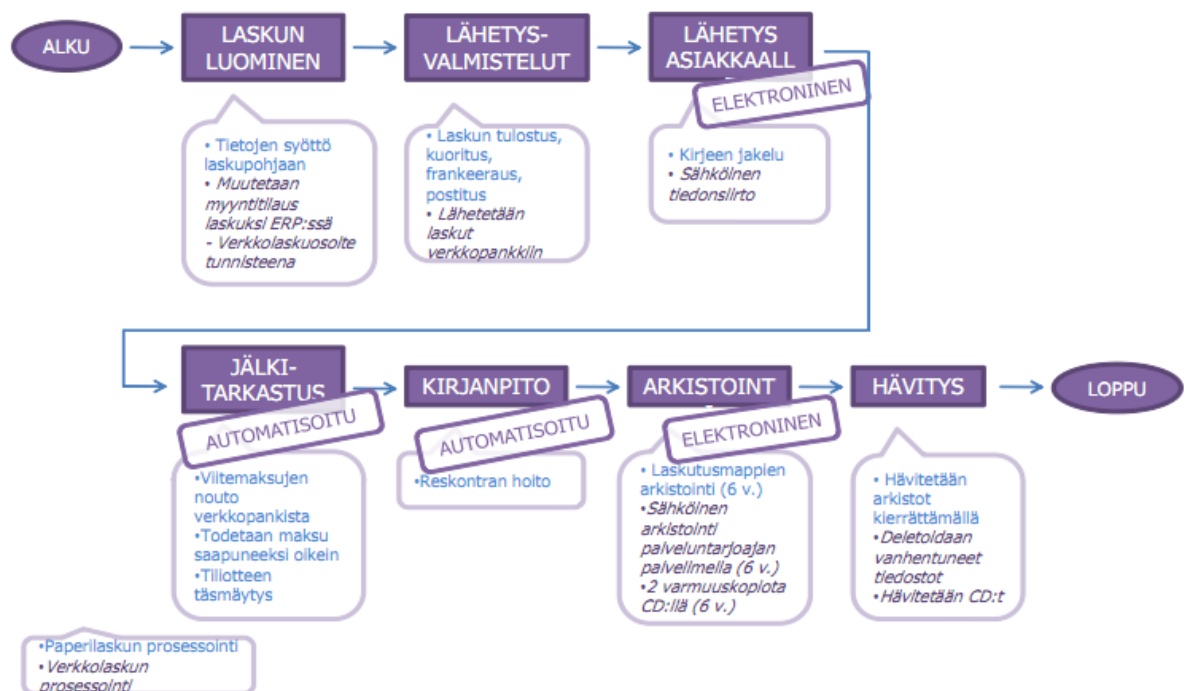 ALKU
LASKUN
LUOMINEN
LÄHETYS-
VALMISTELUT
LÄHETYS
ASIAKKAALL
ELEKTRONINEN
• Tietojen syöttö
laskupohjaan
• Muutetaan
myyntitilaus
laskuksi ERP:ssä
- Verkkolaskuosoite
tunnisteena
• Laskun tulostus,
kuoritus,
frankeeraus,
postitus
• Lähetetään
laskut
verkkopankkiin
• Kirjeen jakelu
• Sähköinen
tiedonsiirto
JÄLKI-
TARKASTUS
AUTOMATISOITU
KIRJANPITO
AUTOMATISOITU
ARKISTOINT
ELEKTRONINEN
HÄVITYS
LOPPU
•Viitemaksujen
nouto
verkkopankista
•Todetaan maksu
saapuneeksi oikein
•Tiliotteen
täsmäytys
•Reskontran hoito
• Laskutusmappien
arkistointi (6 v.)
•Sähköinen
arkistointi
palveluntarjoajan
palvelimella (6 v.)
•2 varmuuskopiota
CD:llä (6 v.)
• Hävitetään
arkistot
kierrättämällä
•Deletoidaan
vanhentuneet
tiedostot
•Hävitetään CD:t
•Paperilaskun prosessointi
• Verkkolaskun
prosessointi